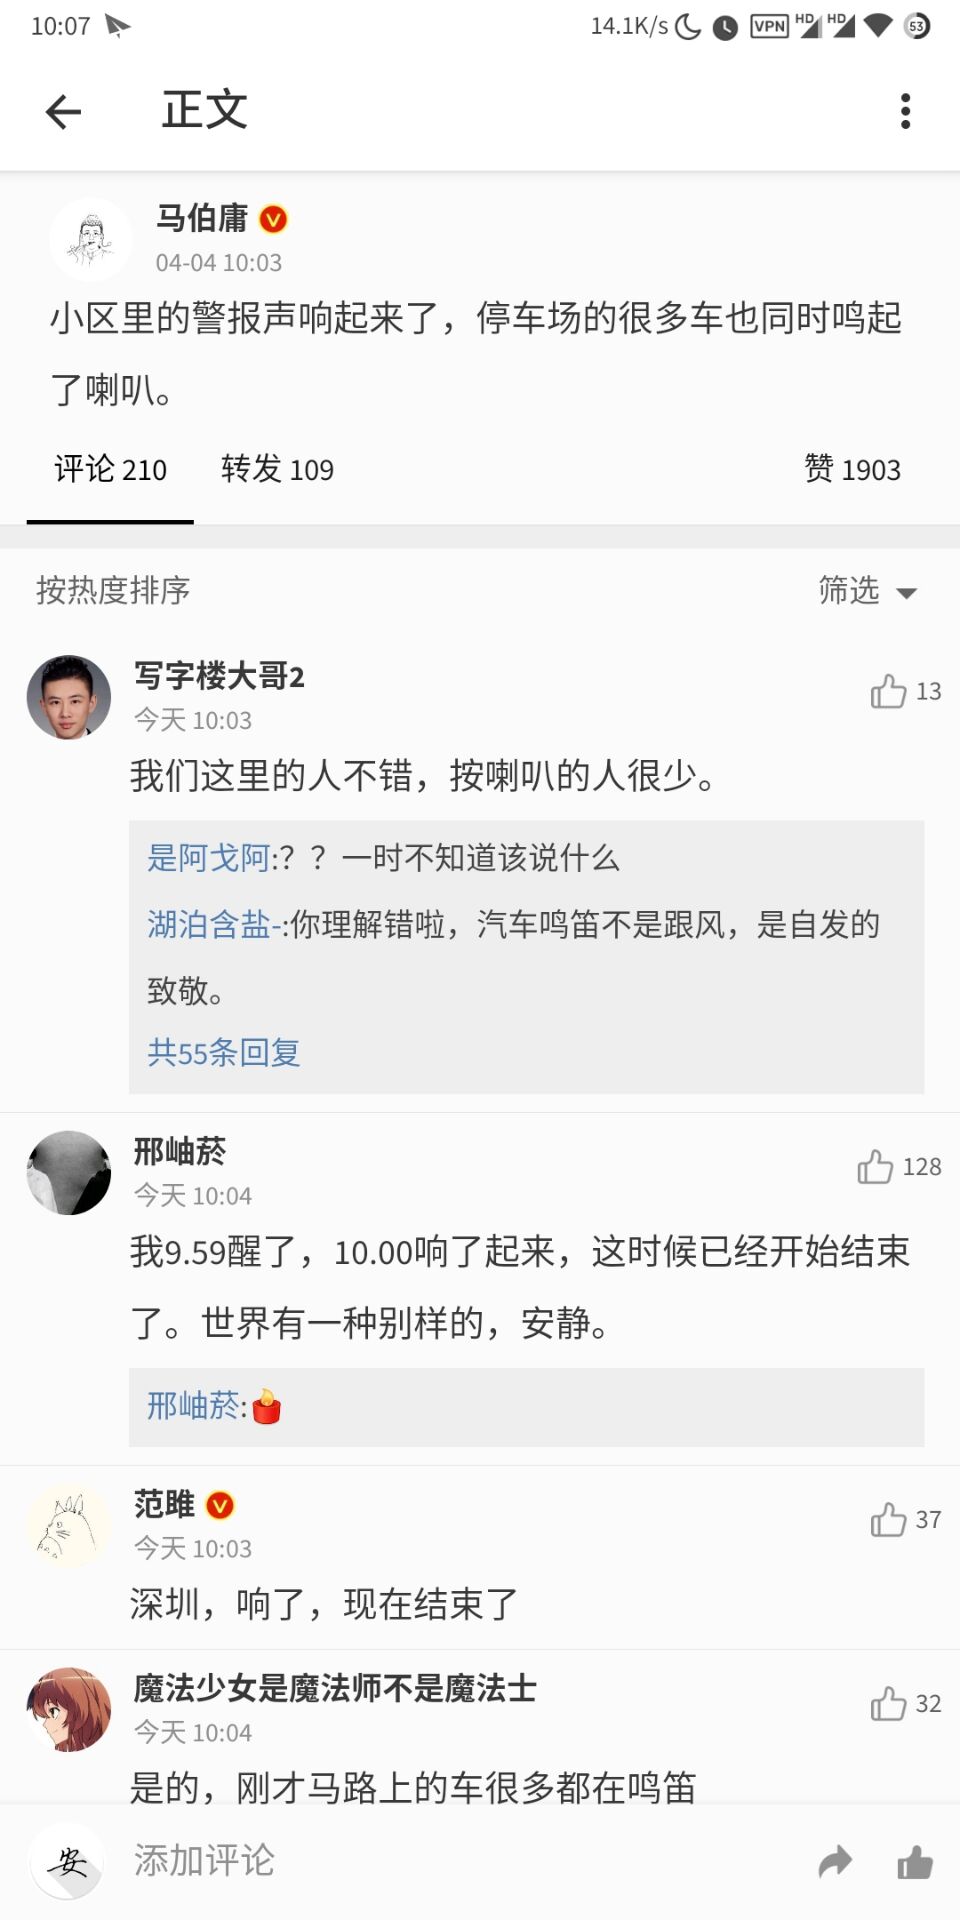 10:07
14.1K/s
VPN
HD
HD
53
正文
马伯庸
04-04 10:03
小区里的警报声响起来了，停车场的很多车也同时鸣起
了喇叭。
评论 210
转发 109
赞 1903
按热度排序
筛选
写字楼大哥2
今天 10:03
13
我们这里的人不错，按喇叭的人很少。
是阿戈阿:？？一时不知道该说什么
湖泊含盐-:你理解错啦，汽车鸣笛不是跟风，是自发的
致敬。
共55条回复
邢岫菸
今天 10:04
128
我9.59醒了，10.00响了起来，这时候已经开始结束
了。世界有一种别样的，安静。
邢岫菸:
范雎
今天 10:03
37
深圳，响了，现在结束了
魔法少女是魔法师不是魔法士
今天 10:04
32
是的，刚才马路上的车很多都在鸣笛
安
添加评论